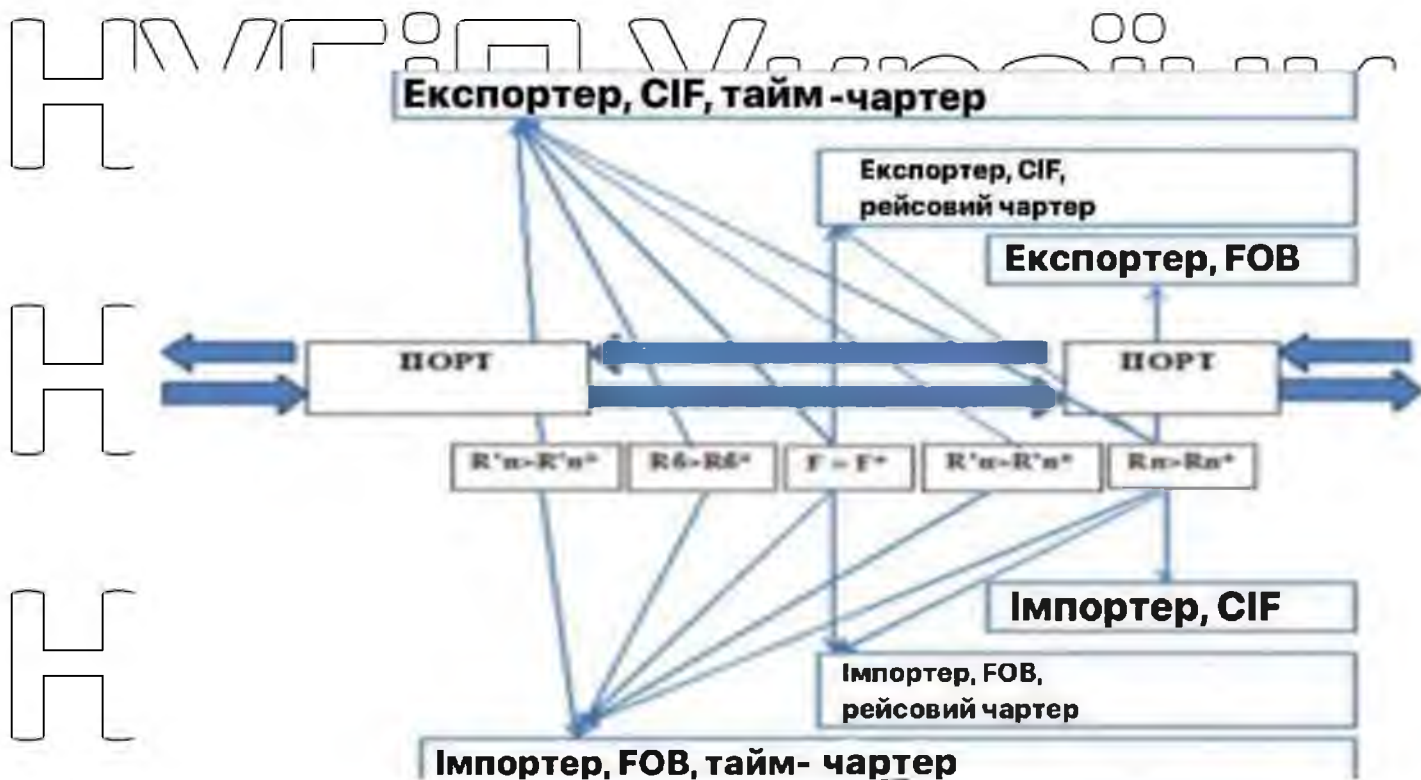 Експортер, CIF, тайм -чартер
Експортер, CIF,
рейсовий чартер
Експортер, FOB
ПОРТ
ПОРТ
Rб>Rб*
F = F*
Rп>Rп*
Імпортер, CIF
Імпортер, FOB,
рейсовий чартер
Імпортер, FOB, тайм- чартер